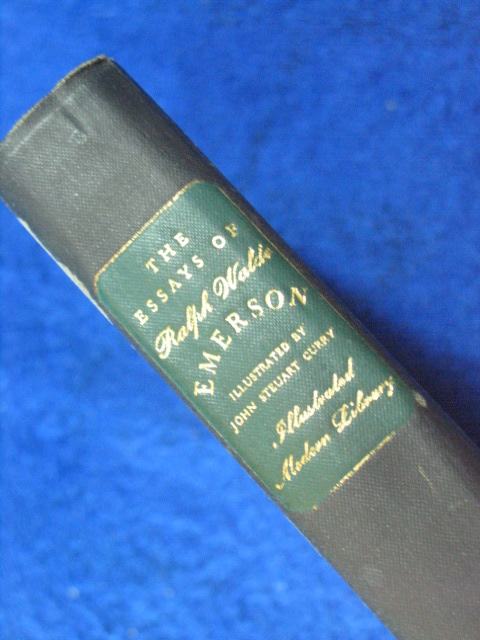 THE
ESSAYS OF
Ralph Waldo
EMERSON
ILLUSTRATED BY
JOHN STEUART CURRY
Illustrated
Modern Library